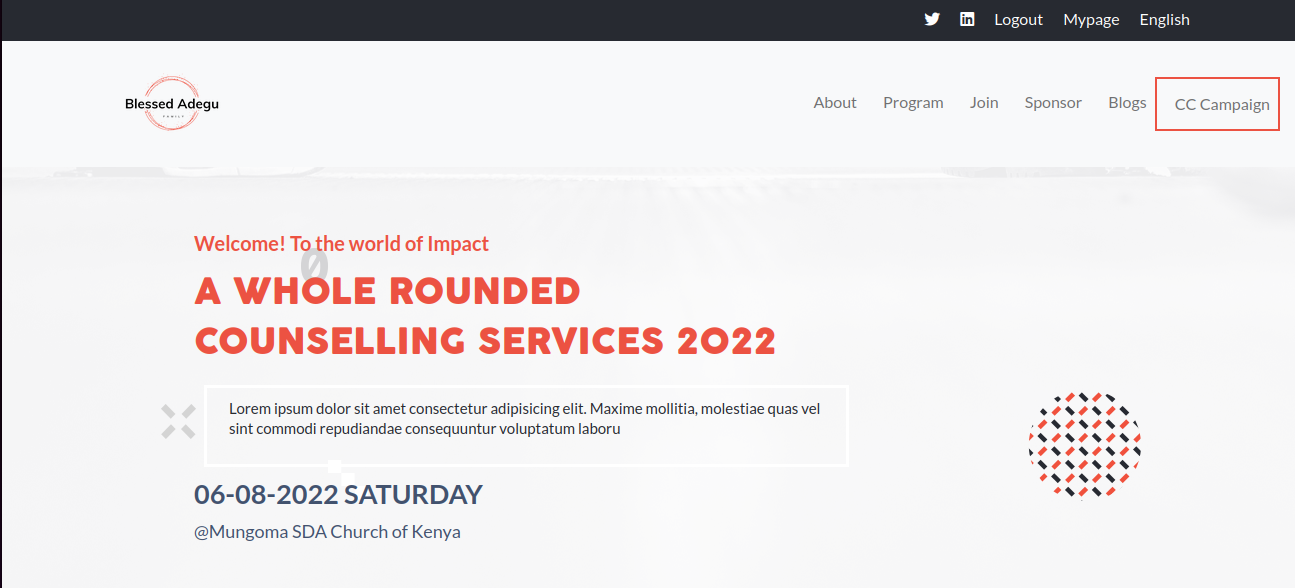 Logout Mypage English
Blessed Adegu
FAMILY
About Program Join Sponsor Blogs CC Campaign
Welcome! To the world of Impact
0
A WHOLE ROUNDED
COUNSELLING SERVICES 2022
Lorem ipsum dolor sit amet consectetur adipisicing elit. Maxime mollitia, molestiae quas vel
sint commodi repudiandae consequuntur voluptatum laboru
06-08-2022 SATURDAY
@Mungoma SDA Church of Kenya